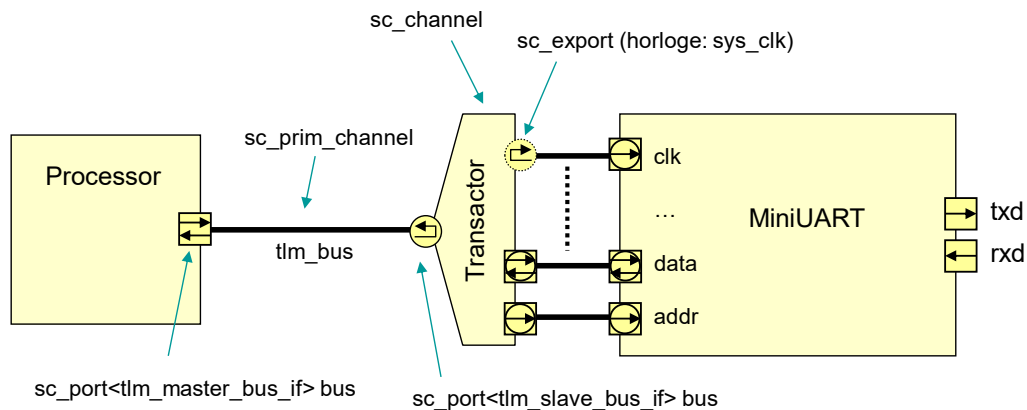 sc_channel
sc_export (horloge: sys_clk)
sc_prim_channel
Processor
clk
...
MiniUART
txd
rxd
tlm_bus
Transactor
data
addr
sc_port<tlm_master_bus_if> bus
sc_port<tlm_slave_bus_if> bus